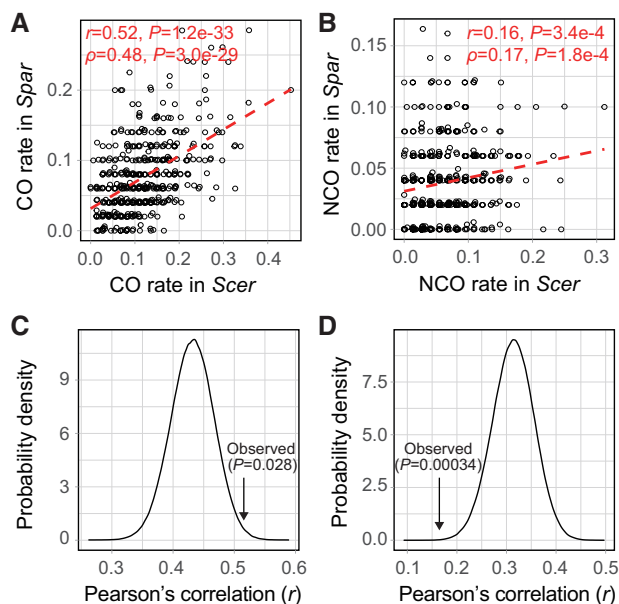 A
r=0.52, P=1.2e-33
ρ=0.48, P=3.0e-29
CO rate in Spar
0.2
0.1
0.0
0.0 0.1 0.2 0.3 0.4
CO rate in Scer
B
r=0.16, P=3.4e-4
ρ=0.17, P=1.8e-4
NCO rate in Spar
0.15
0.10
0.05
0.00
0.0 0.1 0.2 0.3
NCO rate in Scer
C
Probability density
9
6
3
0
Observed
(P=0.028)
0.3 0.4 0.5 0.6
Pearson's correlation (r)
D
Probability density
7.5
5.0
2.5
0.0
Observed
(P=0.00034)
0.1 0.2 0.3 0.4 0.5
Pearson's correlation (r)